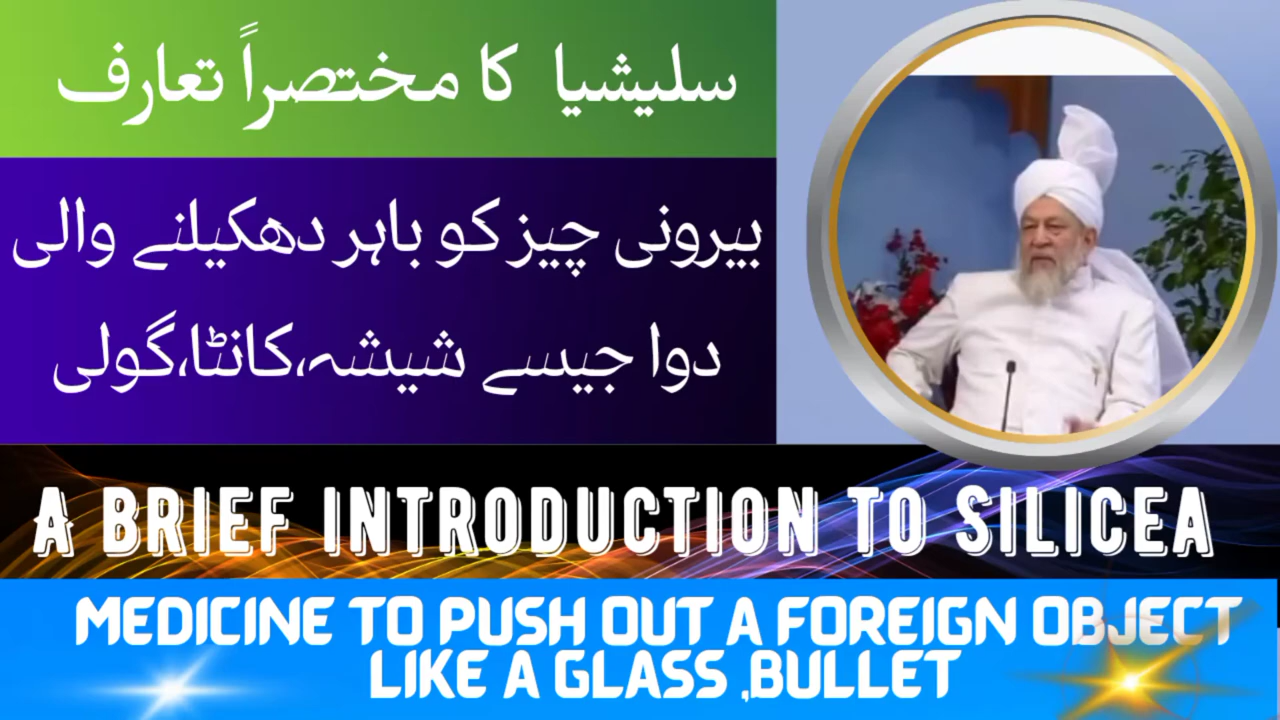 سلیشیا کا مختصراً تعارف
بیرونی چیز کو باہر دھکیلنے والی
دوا جیسے شیشہ،کانٹا،گولی
A BRIEF INTRODUCTION TO SILICEA
MEDICINE TO PUSH OUT A FOREIGN OBJECT
LIKE A GLASS ,BULLET